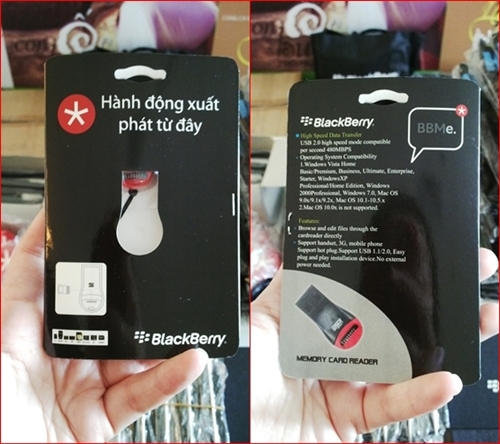 Hành động xuất
phát từ đây
BlackBerry.
BlackBerry.
BBMe.
High Speed Data Transfer
USB 2.0 high speed mode compatible
per second 480MBPS
- Operating System Compatibility
1.Windows Vista Home
Basic/Premium, Business, Ultimate, Enterprise,
Starter, WindowsXP
Professional/Home Edition, Windows
2000Professional, Windows 7.0, Mac OS
9.0x/9.1x/9.2x, Mac OS 10.1-10.5.x
2.Mac OS 10.0x is not supported.
Features:
- Browse and edit files through the
cardreader directly
- Support handset, 3G, mobile phone
Support hot plug.Support USB 1.1/2.0, Easy
plug and play installation device.No external
power needed.
MEMORY CARD READER